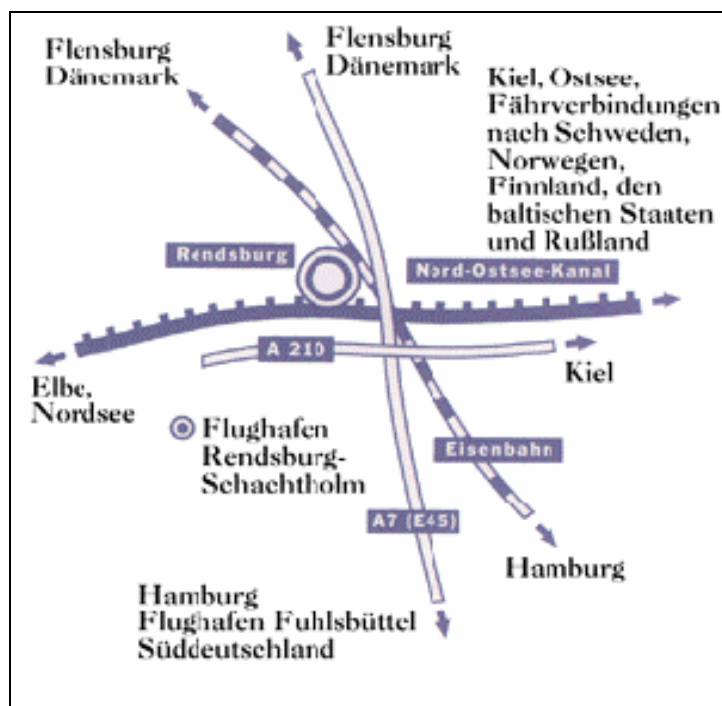 Flensburg
Dänemark
Flensburg
Dänemark
Kiel, Ostsee,
Fährverbindungen
nach Schweden,
Norwegen,
Finnland, den
baltischen Staaten
und Rußland
Rendsburg
Nord-Ostsee-Kanal
A 210
Kiel
Elbe,
Nordsee
Flughafen
Rendsburg-
Schachtholm
Eisenbahn
A7 (E45)
Hamburg
Hamburg
Flughafen Fuhlsbüttel
Süddeutschland